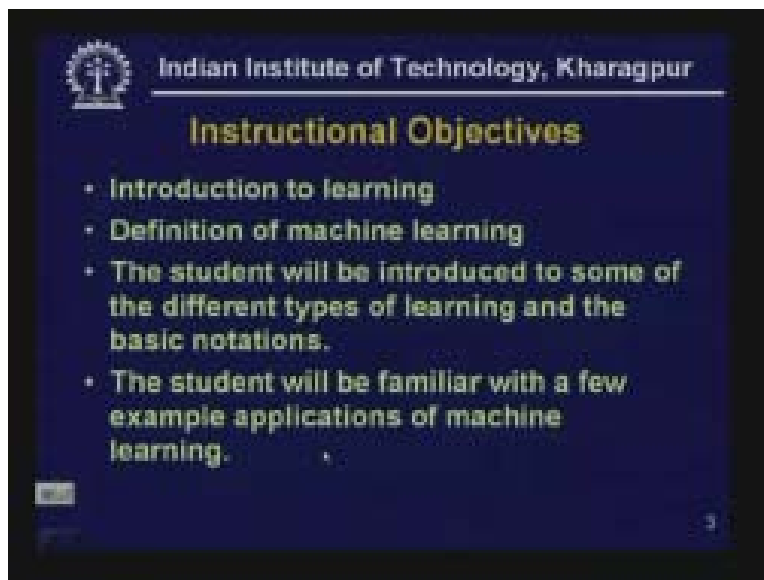 Indian Institute of Technology, Kharagpur
Instructional Objectives
• Introduction to learning
• Definition of machine learning
• The student will be introduced to some of
the different types of learning and the
basic notations.
• The student will be familiar with a few
example applications of machine
learning.
3